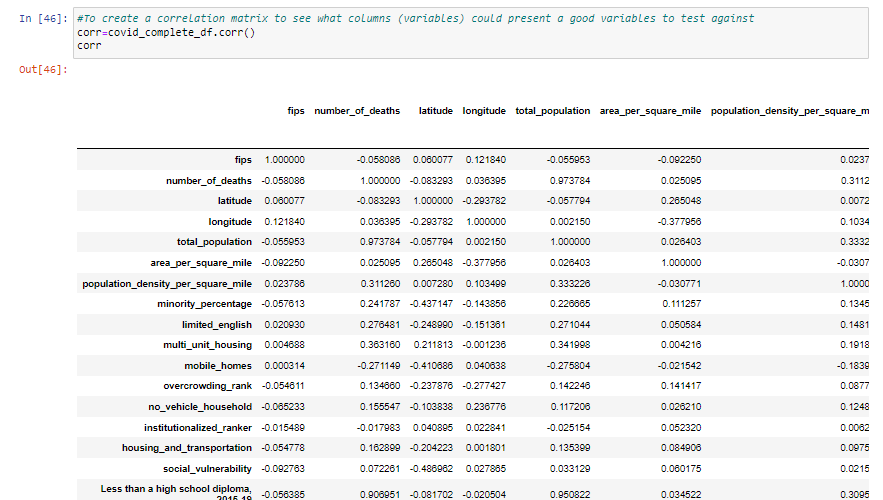 In [46]: #To create a correlation matrix to see what columns (variables) could present a good variables to test against
corr=covid_complete_df.corr()
corr
Out[46]:
fips number_of_deaths latitude longitude total_population area_per_square_mile population_density_per_square_m
fips 1.000000 -0.058086 0.060077 0.121840 -0.055953 -0.092250 0.0237
number_of_deaths -0.058086 1.000000 -0.083293 0.036395 0.973784 0.025095 0.3112
latitude 0.060077 -0.083293 1.000000 -0.293782 -0.057794 0.265048 0.0072
longitude 0.121840 0.036395 -0.293782 1.000000 0.002150 -0.377956 0.1034
total_population -0.055953 0.973784 -0.057794 0.002150 1.000000 0.026403 0.3332
area_per_square_mile -0.092250 0.025095 0.265048 -0.377956 0.026403 1.000000 -0.0307
population_density_per_square_mile 0.023786 0.311260 0.007280 0.103499 0.333226 -0.030771 1.0000
minority_percentage -0.057613 0.241787 -0.437147 -0.143856 0.226665 0.111257 0.1345
limited_english 0.020930 0.276481 -0.248990 -0.151361 0.271044 0.050584 0.1481
multi_unit_housing 0.004688 0.363160 0.211813 -0.001236 0.341998 0.004216 0.1918
mobile_homes 0.000314 -0.271149 -0.410686 0.040638 -0.275804 -0.021542 -0.1839
overcrowding_rank -0.054611 0.134660 -0.237876 -0.277427 0.142246 0.141417 0.0877
no_vehicle_household -0.065233 0.155547 -0.103838 0.236776 0.117206 0.026210 0.1248
institutionalized_ranker -0.015489 -0.017983 0.040895 0.022841 -0.025154 0.052320 0.0062
housing_and_transportation -0.054778 0.162899 -0.204223 0.001801 0.135399 0.084906 0.0975
social_vulnerability -0.092763 0.072261 -0.486962 0.027865 0.033129 0.060175 0.0215
Less than a high school diploma,
2015-19 -0.056385 0.906951 -0.081702 -0.020504 0.950822 0.034522 0.3095